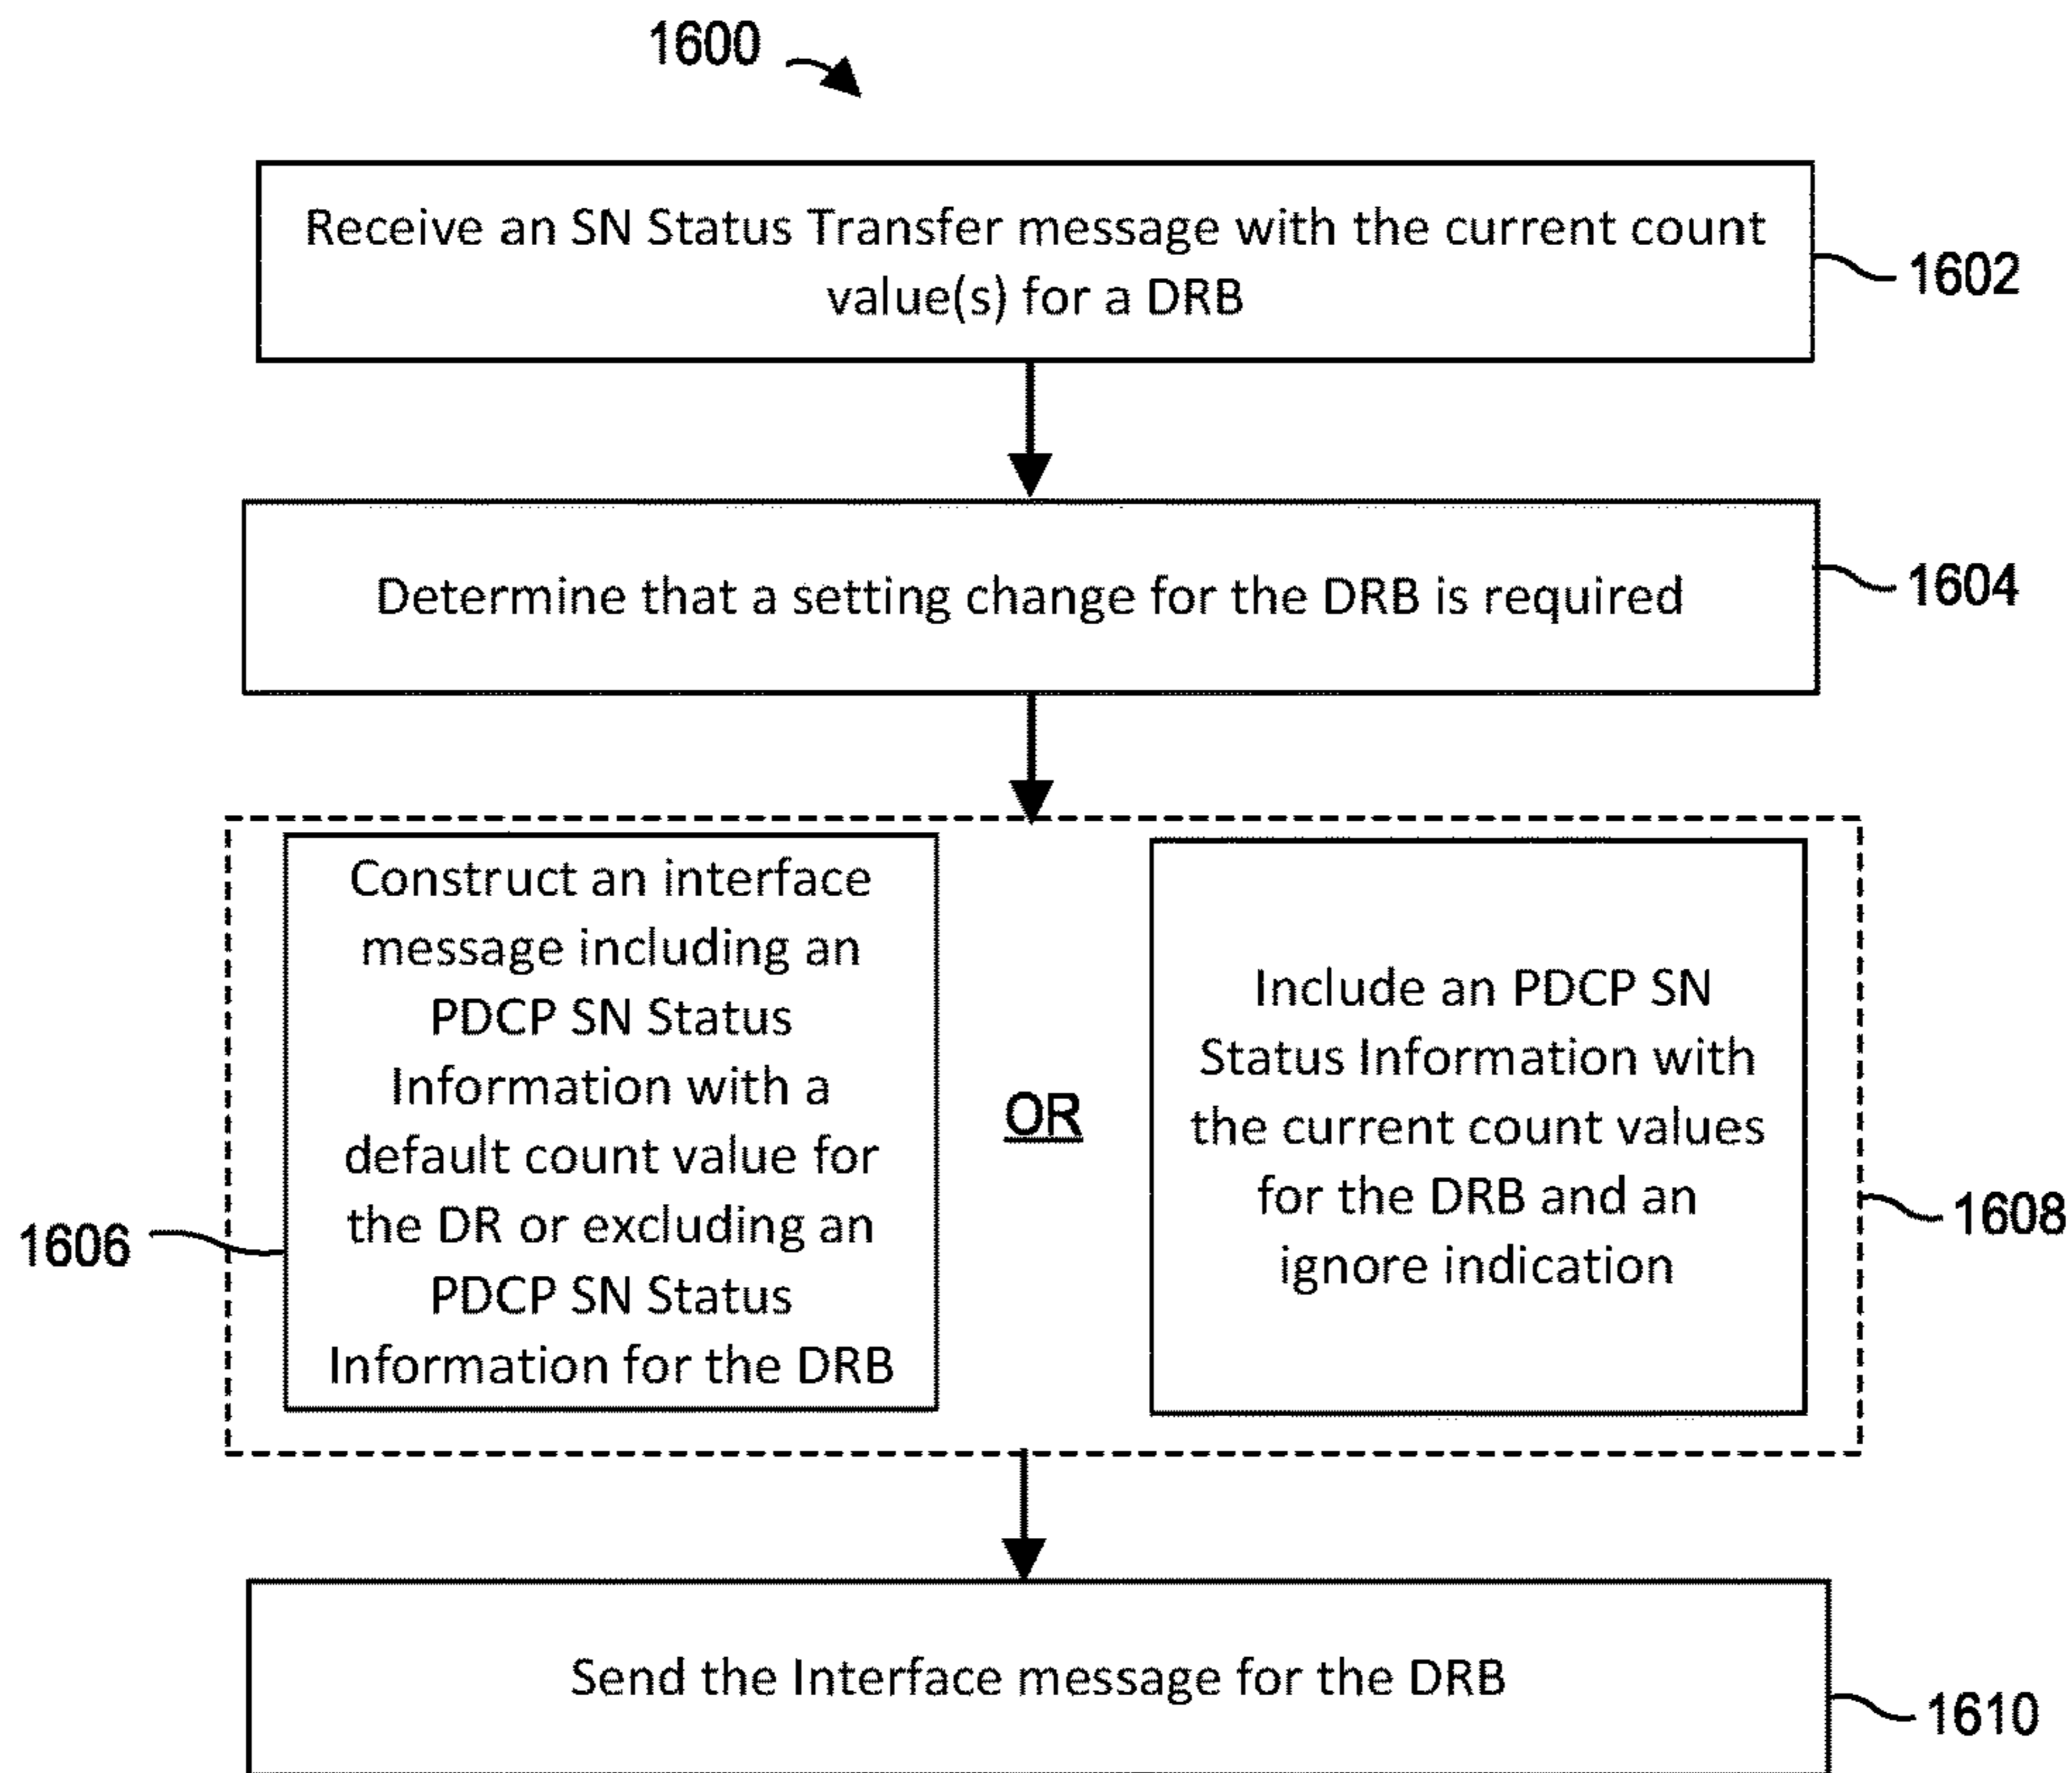 1600
Receive an SN Status Transfer message with the current count
value(s) for a DRB
1602
Determine that a setting change for the DRB is required
1604
Construct an interface
message including an
PDCP SN Status
Information with a
default count value for
the DR or excluding an
PDCP SN Status
Information for the DRB
1606
OR
Include an PDCP SN
Status Information with
the current count values
for the DRB and an
ignore indication
1608
Send the Interface message for the DRB
1610